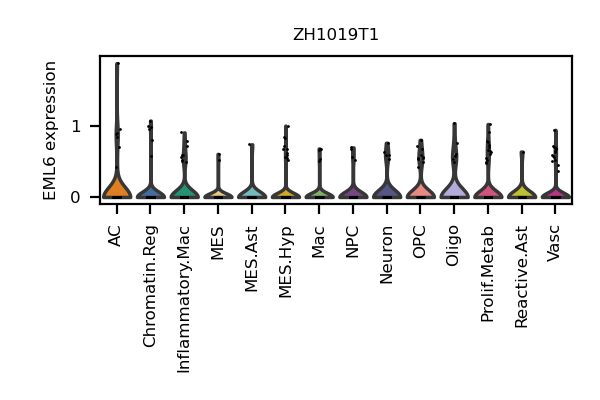 ZH1019T1
EML6 expression
1
0
AC
Chromatin.Reg
Inflammatory.Mac
MES
MES.Ast
MES.Hyp
Mac
NPC
Neuron
OPC
Oligo
Prolif.Metab
Reactive.Ast
Vasc